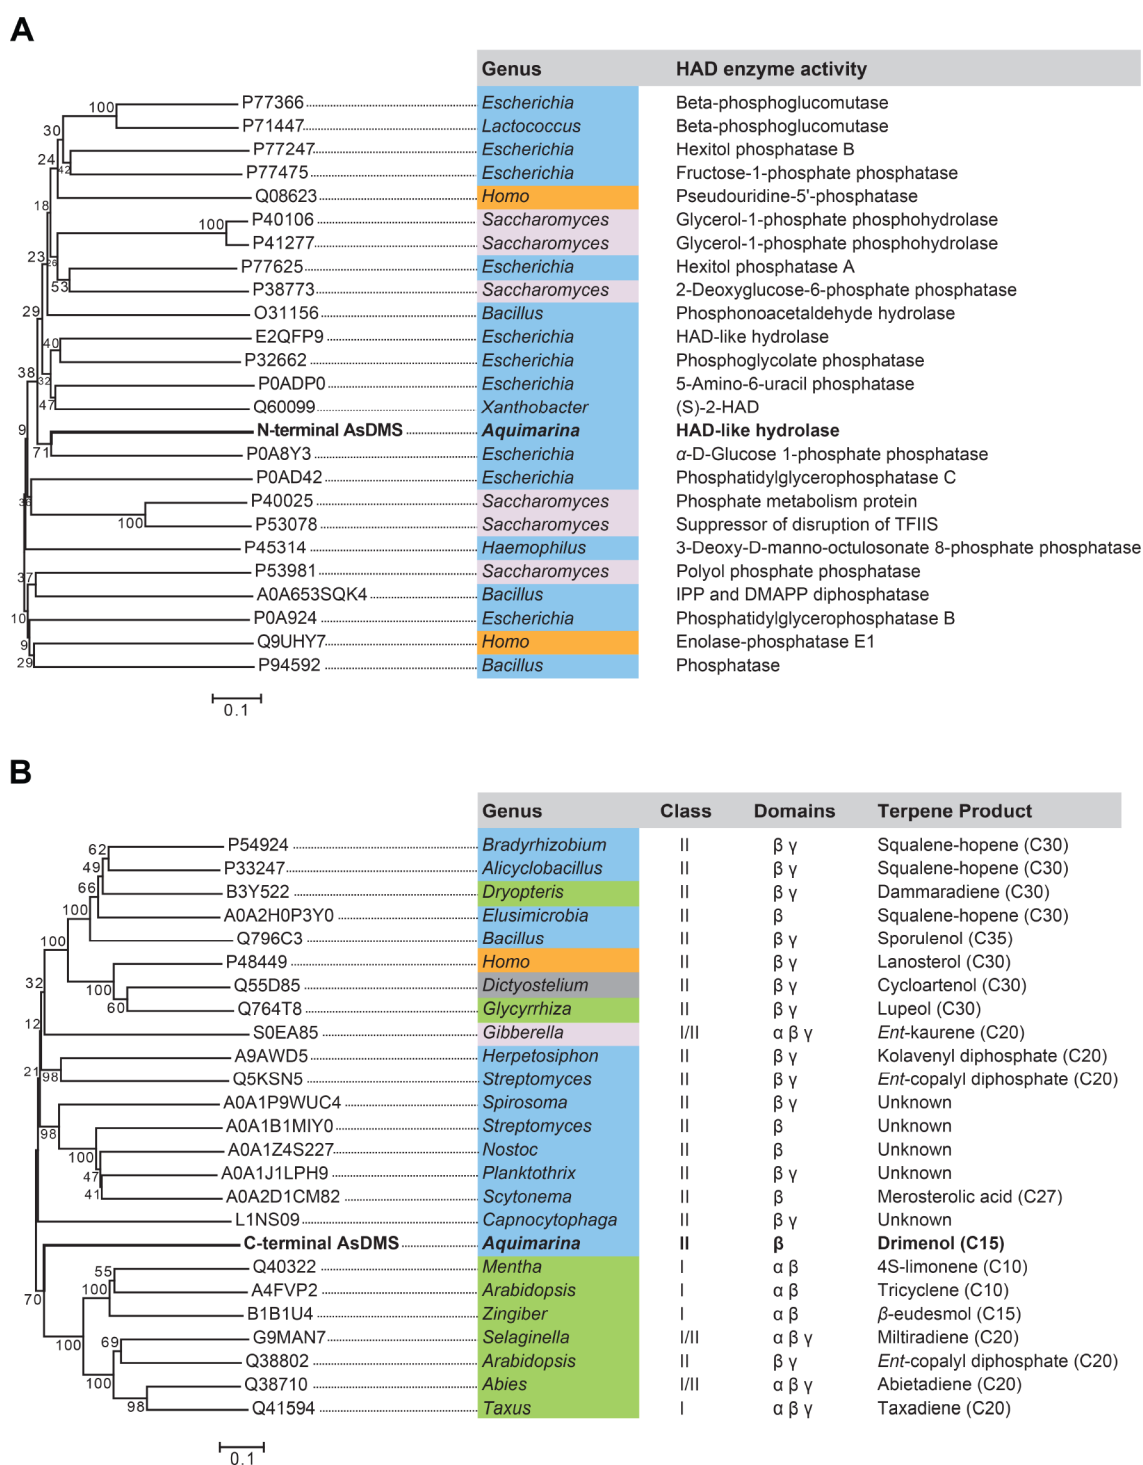 A
Genus HAD enzyme activity
P77366 Escherichia Beta-phosphoglucomutase
100
P71447 Lactococcus Beta-phosphoglucomutase
30
P77247 Escherichia Hexitol phosphatase B
24
42
P77475 Escherichia Fructose-1-phosphate phosphatase
Q08623 Homo Pseudouridine-5'-phosphatase
18
P40106 Saccharomyces Glycerol-1-phosphate phosphohydrolase
100
P41277 Saccharomyces Glycerol-1-phosphate phosphohydrolase
23
26
P77625 Escherichia Hexitol phosphatase A
53
P38773 Saccharomyces 2-Deoxyglucose-6-phosphate phosphatase
29
O31156 Bacillus Phosphonoacetaldehyde hydrolase
E2QFP9 Escherichia HAD-like hydrolase
40
P32662 Escherichia Phosphoglycolate phosphatase
38
32
P0ADP0 Escherichia 5-Amino-6-uracil phosphatase
47
Q60099 Xanthobacter (S)-2-HAD
9
N-terminal AsDMS Aquimarina HAD-like hydrolase
71
P0A8Y3 Escherichia α-D-Glucose 1-phosphate phosphatase
P0AD42 Escherichia Phosphatidylglycerophosphatase C
P40025 Saccharomyces Phosphate metabolism protein
100
P53078 Saccharomyces Suppressor of disruption of TFIIS
P45314 Haemophilus 3-Deoxy-D-manno-octulosonate 8-phosphate phosphatase
37
P53981 Saccharomyces Polyol phosphate phosphatase
A0A653SQK4 Bacillus IPP and DMAPP diphosphatase
10
P0A924 Escherichia Phosphatidylglycerophosphatase B
9
Q9UHY7 Homo Enolase-phosphatase E1
29
P94592 Bacillus Phosphatase
0.1
B
Genus Class Domains Terpene Product
P54924 Bradyrhizobium II β γ Squalene-hopene (C30)
62
49
P33247 Alicyclobacillus II β γ Squalene-hopene (C30)
66
B3Y522 Dryopteris II β γ Dammaradiene (C30)
100
A0A2H0P3Y0 Elusimicrobia II β Squalene-hopene (C30)
100
Q796C3 Bacillus II β γ Sporulenol (C35)
P48449 Homo II β γ Lanosterol (C30)
32
100
Q55D85 Dictyostelium II β γ Cycloartenol (C30)
60
Q764T8 Glycyrrhiza II β γ Lupeol (C30)
12
S0EA85 Gibberella I/II α β γ Ent-kaurene (C20)
A9AWD5 Herpetosiphon II β γ Kolavenyl diphosphate (C20)
21
98
Q5KSN5 Streptomyces II β γ Ent-copalyl diphosphate (C20)
A0A1P9WUC4 Spirosoma II β γ Unknown
98
A0A1B1MIY0 Streptomyces II β Unknown
100
A0A1Z4S227 Nostoc II β Unknown
47
A0A1J1LPH9 Planktothrix II β γ Unknown
41
A0A2D1CM82 Scytonema II β Merosterolic acid (C27)
L1NS09 Capnocytophaga II β γ Unknown
C-terminal AsDMS Aquimarina II β Drimenol (C15)
Q40322 Mentha I α β 4S-limonene (C10)
55
100
A4FVP2 Arabidopsis I α β Tricyclene (C10)
70
B1B1U4 Zingiber I α β β-eudesmol (C15)
100
69
G9MAN7 Selaginella I/II α β γ Miltiradiene (C20)
Q38802 Arabidopsis II β γ Ent-copalyl diphosphate (C20)
100
Q38710 Abies I/II α β γ Abietadiene (C20)
98
Q41594 Taxus I α β γ Taxadiene (C20)
0.1